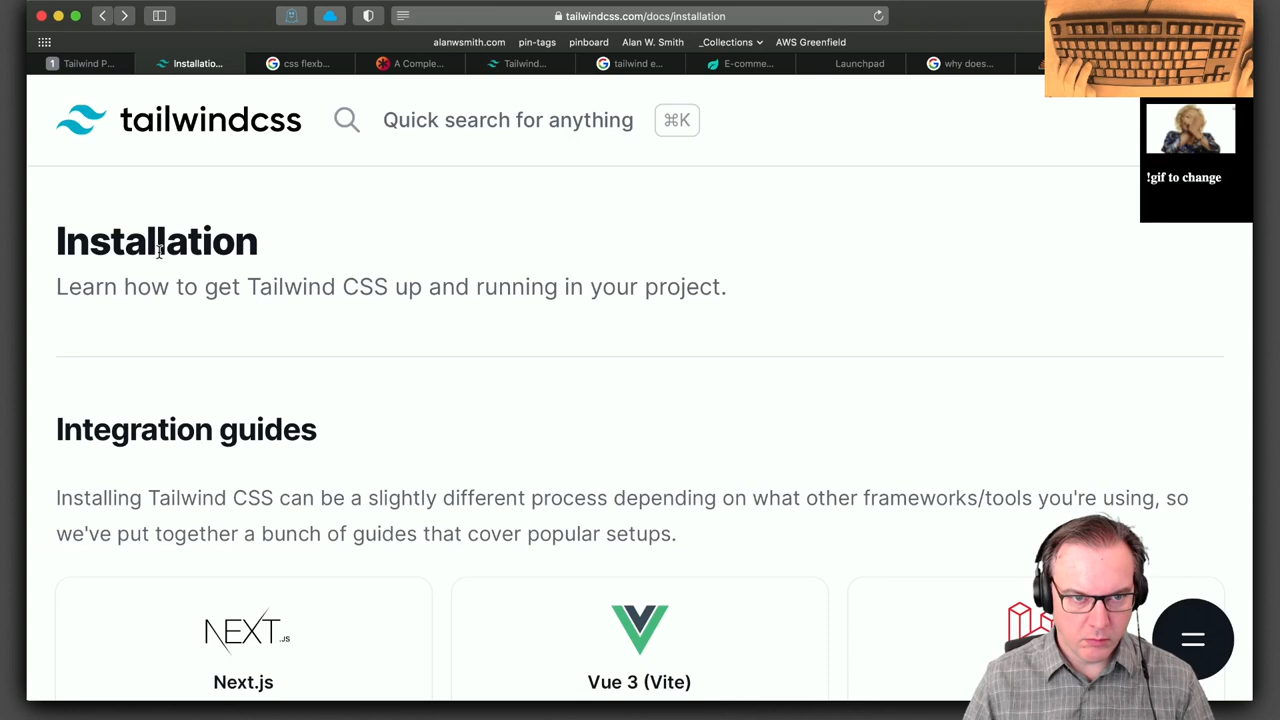 tailwindcss.com/docs/installation
alanwsmith.com pin-tags pinboard Alan W. Smith _Collections AWS Greenfield
1 Tailwind P... Installatio... css flexb... A Comple... Tailwind... tailwind e... E-comme... Launchpad why does...
tailwindcss Quick search for anything ⌘K
!gif to change
Installation
Learn how to get Tailwind CSS up and running in your project.
Integration guides
Installing Tailwind CSS can be a slightly different process depending on what other frameworks/tools you're using, so
we've put together a bunch of guides that cover popular setups.
NEXT.JS
Next.js
Vue 3 (Vite)